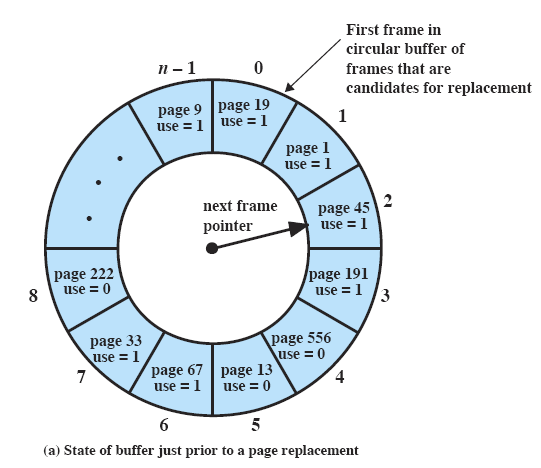 First frame in
circular buffer of
frames that are
candidates for replacement
n – 1
0
page 9
use = 1
page 19
use = 1
1
page 1
use = 1
2
page 45
use = 1
next frame
pointer
page 191
use = 1
3
page 556
use = 0
4
page 13
use = 0
5
page 67
use = 1
6
page 33
use = 1
7
page 222
use = 0
8
(a) State of buffer just prior to a page replacement